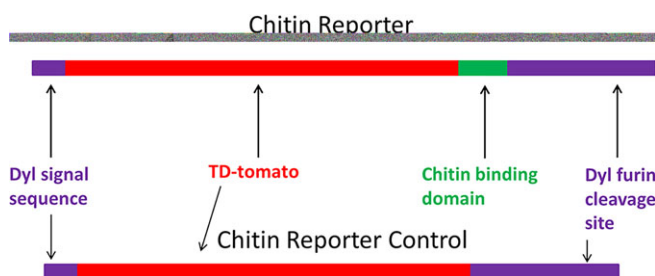 Chitin Reporter
Dyl signal
sequence
TD-tomato
Chitin binding
domain
Dyl furin
cleavage
site
Chitin Reporter Control